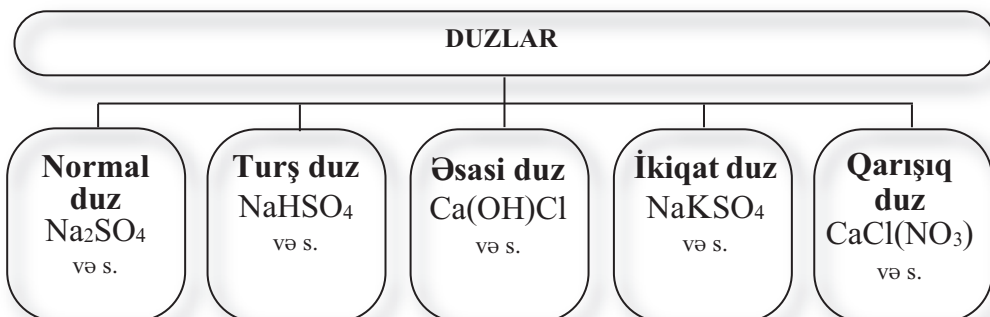 DUZLAR
Normal
duz
Na₂SO₄
və s.
Turş duz
NaHSO₄
və s.
Əsasi duz
Ca(OH)Cl
və s.
İkiqat duz
NaKSO₄
və s.
Qarışıq
duz
CaCl(NO₃)
və s.